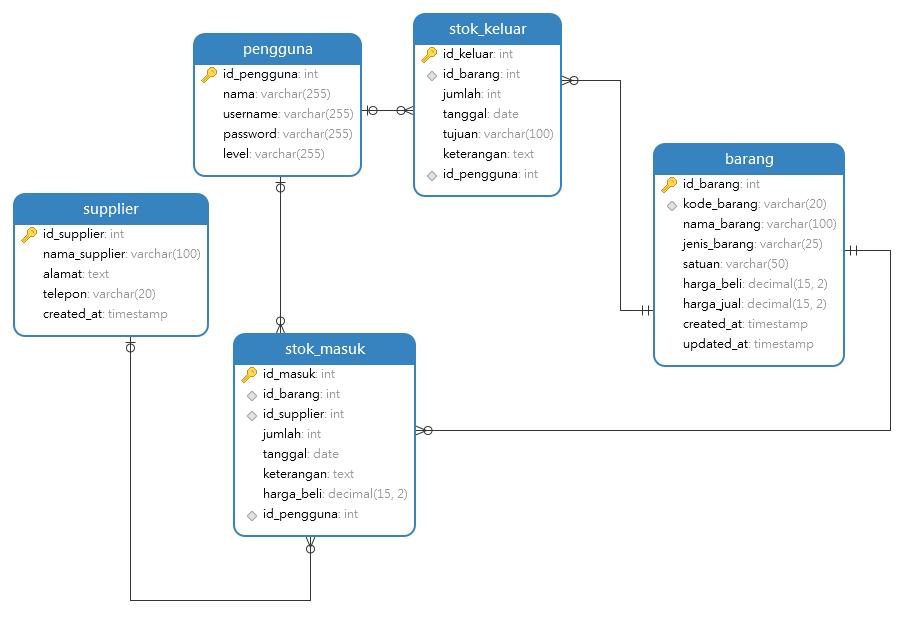 pengguna
id_pengguna: int
nama: varchar(255)
username: varchar(255)
password: varchar(255)
level: varchar(255)
stok_keluar
id_keluar: int
id_barang: int
jumlah: int
tanggal: date
tujuan: varchar(100)
keterangan: text
id_pengguna: int
barang
id_barang: int
kode_barang: varchar(20)
nama_barang: varchar(100)
jenis_barang: varchar(25)
satuan: varchar(50)
harga_beli: decimal(15, 2)
harga_jual: decimal(15, 2)
created_at: timestamp
updated_at: timestamp
supplier
id_supplier: int
nama_supplier: varchar(100)
alamat: text
telepon: varchar(20)
created_at: timestamp
stok_masuk
id_masuk: int
id_barang: int
id_supplier: int
jumlah: int
tanggal: date
keterangan: text
harga_beli: decimal(15, 2)
id_pengguna: int